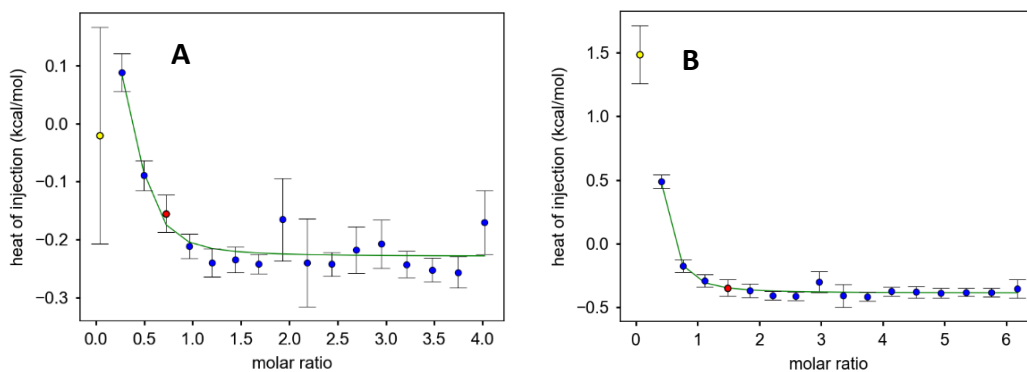 A
heat of injection (kcal/mol)
0.1
0.0
−0.1
−0.2
−0.3
0.0 0.5 1.0 1.5 2.0 2.5 3.0 3.5 4.0
molar ratio
B
heat of injection (kcal/mol)
1.5
0.5
0.0
−0.5
0 1 2 3 4 5 6
molar ratio